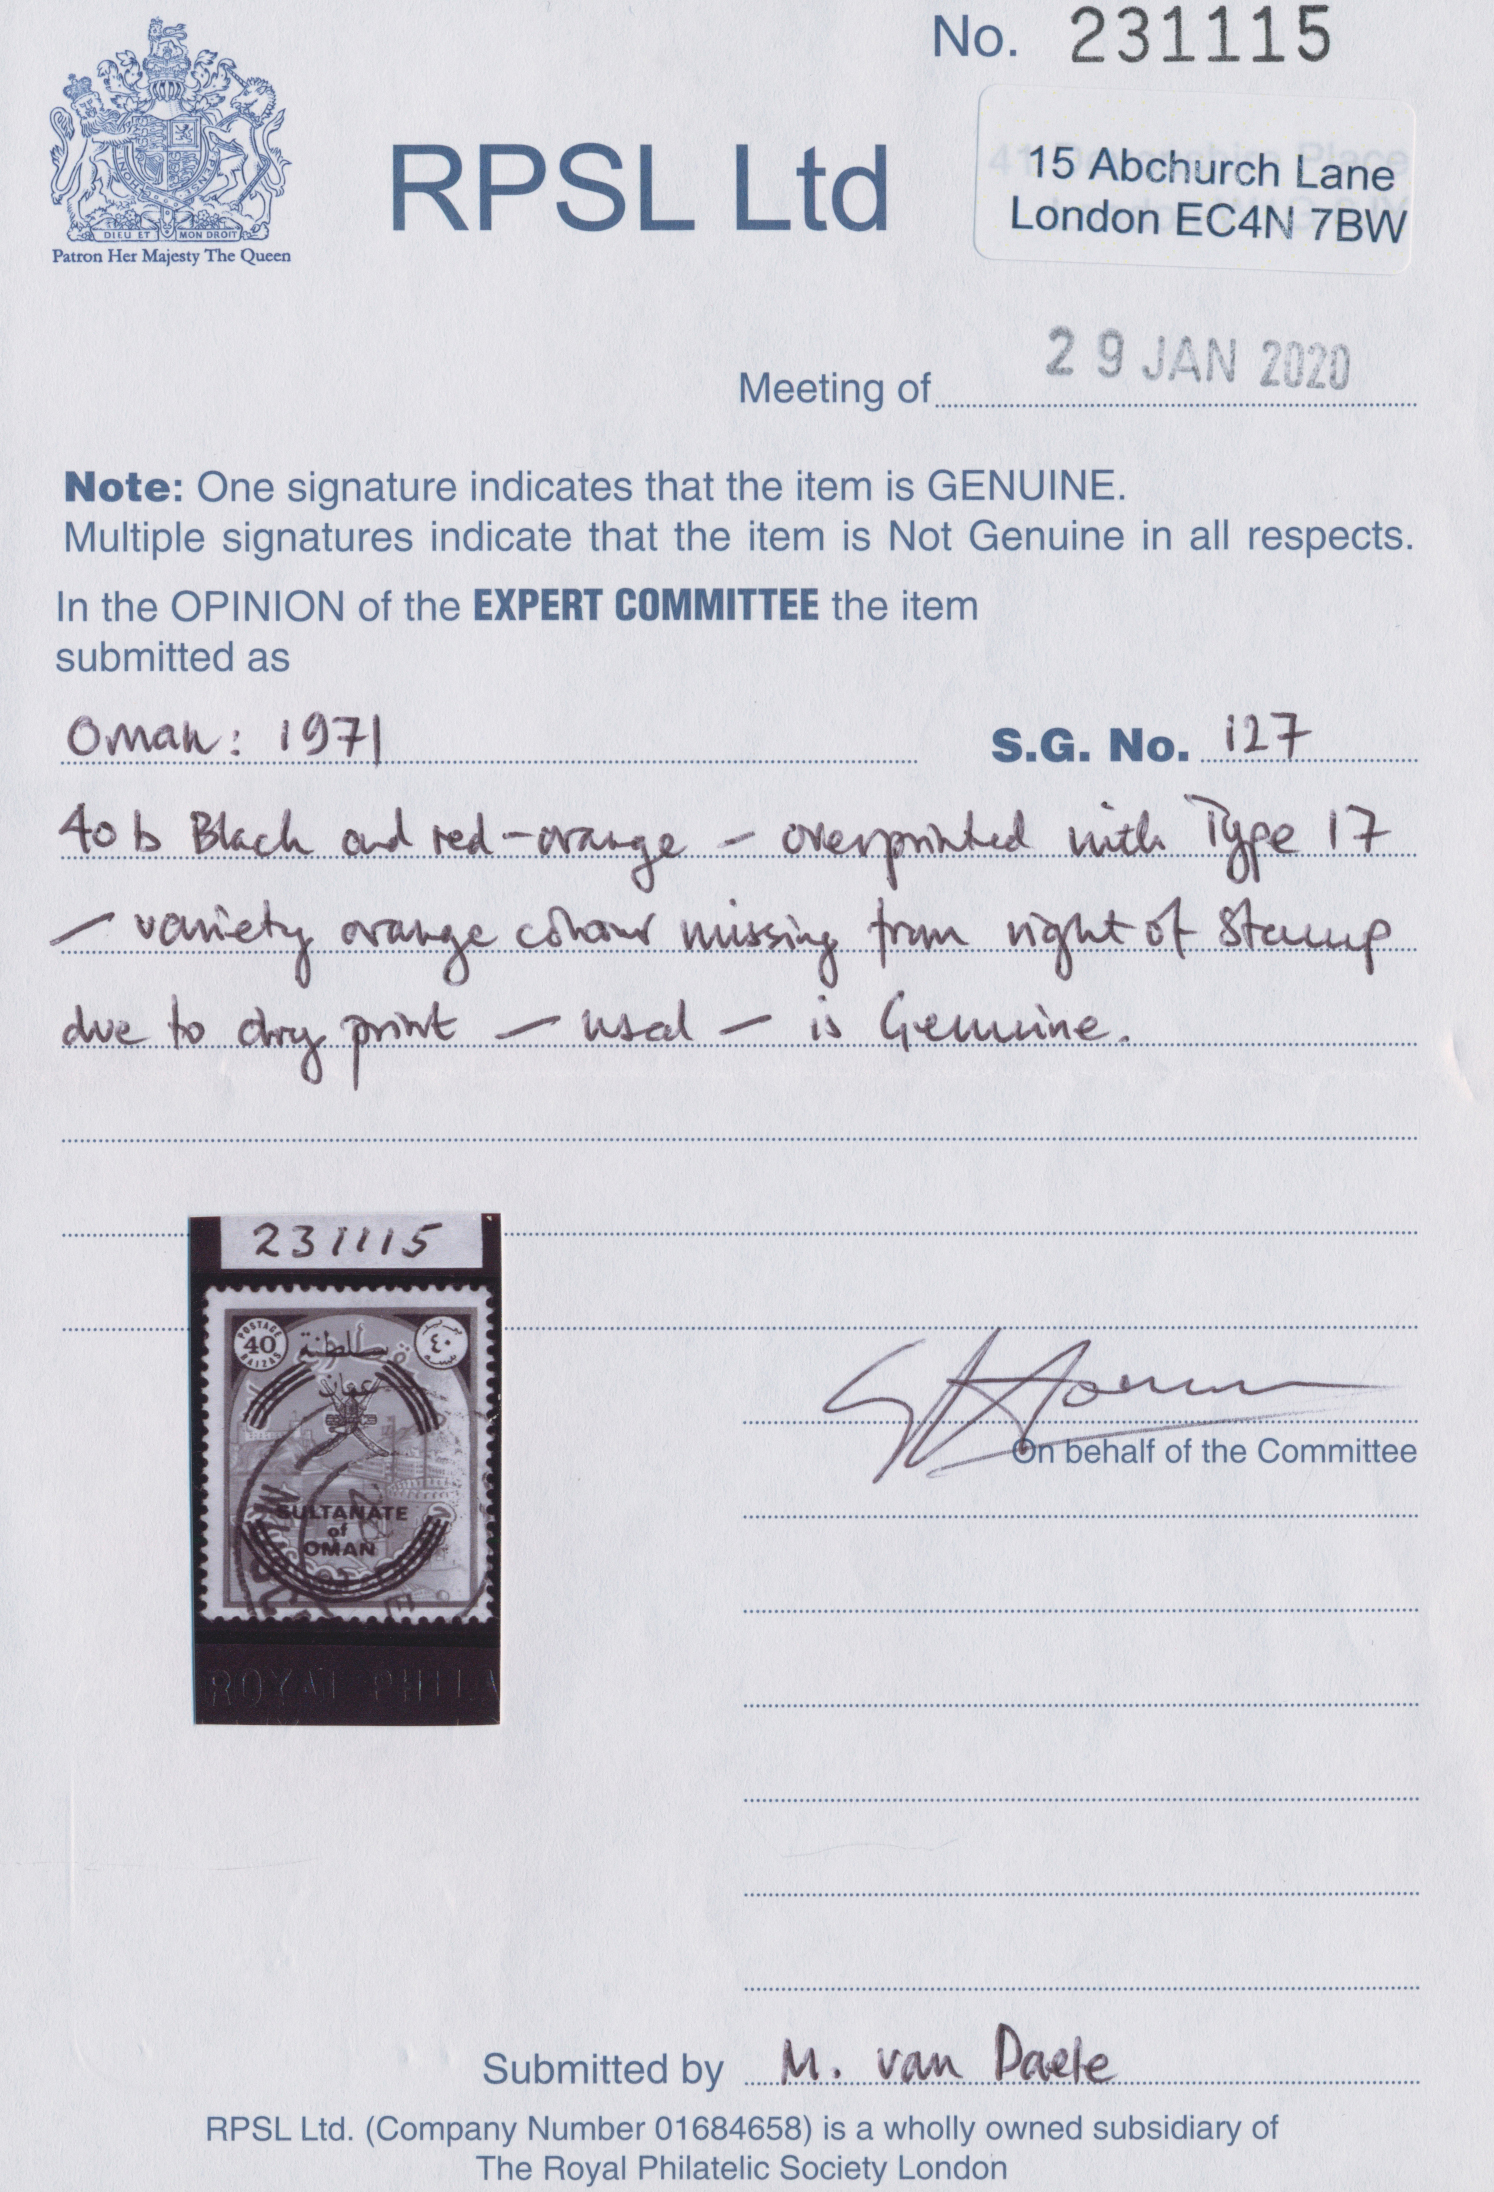 No. 231115
DIEU ET MON DROIT
Patron Her Majesty The Queen
RPSL Ltd
15 Abchurch Lane
London EC4N 7BW
Meeting of 29 JAN 2020
Note: One signature indicates that the item is GENUINE.
Multiple signatures indicate that the item is Not Genuine in all respects.
In the OPINION of the EXPERT COMMITTEE the item
submitted as
Oman: 1971 S.G. No. 127
40 b Black and red-orange – overprinted with Type 17
– variety orange colour missing from right of stamp
due to dry print – used – is Genuine.
231115
POSTAGE
40
BAIZAS
٤٠
سلطنة
عمان
SULTANATE
of
OMAN
ROYAL PHILA
On behalf of the Committee
Submitted by M. van Daele
RPSL Ltd. (Company Number 01684658) is a wholly owned subsidiary of
The Royal Philatelic Society London